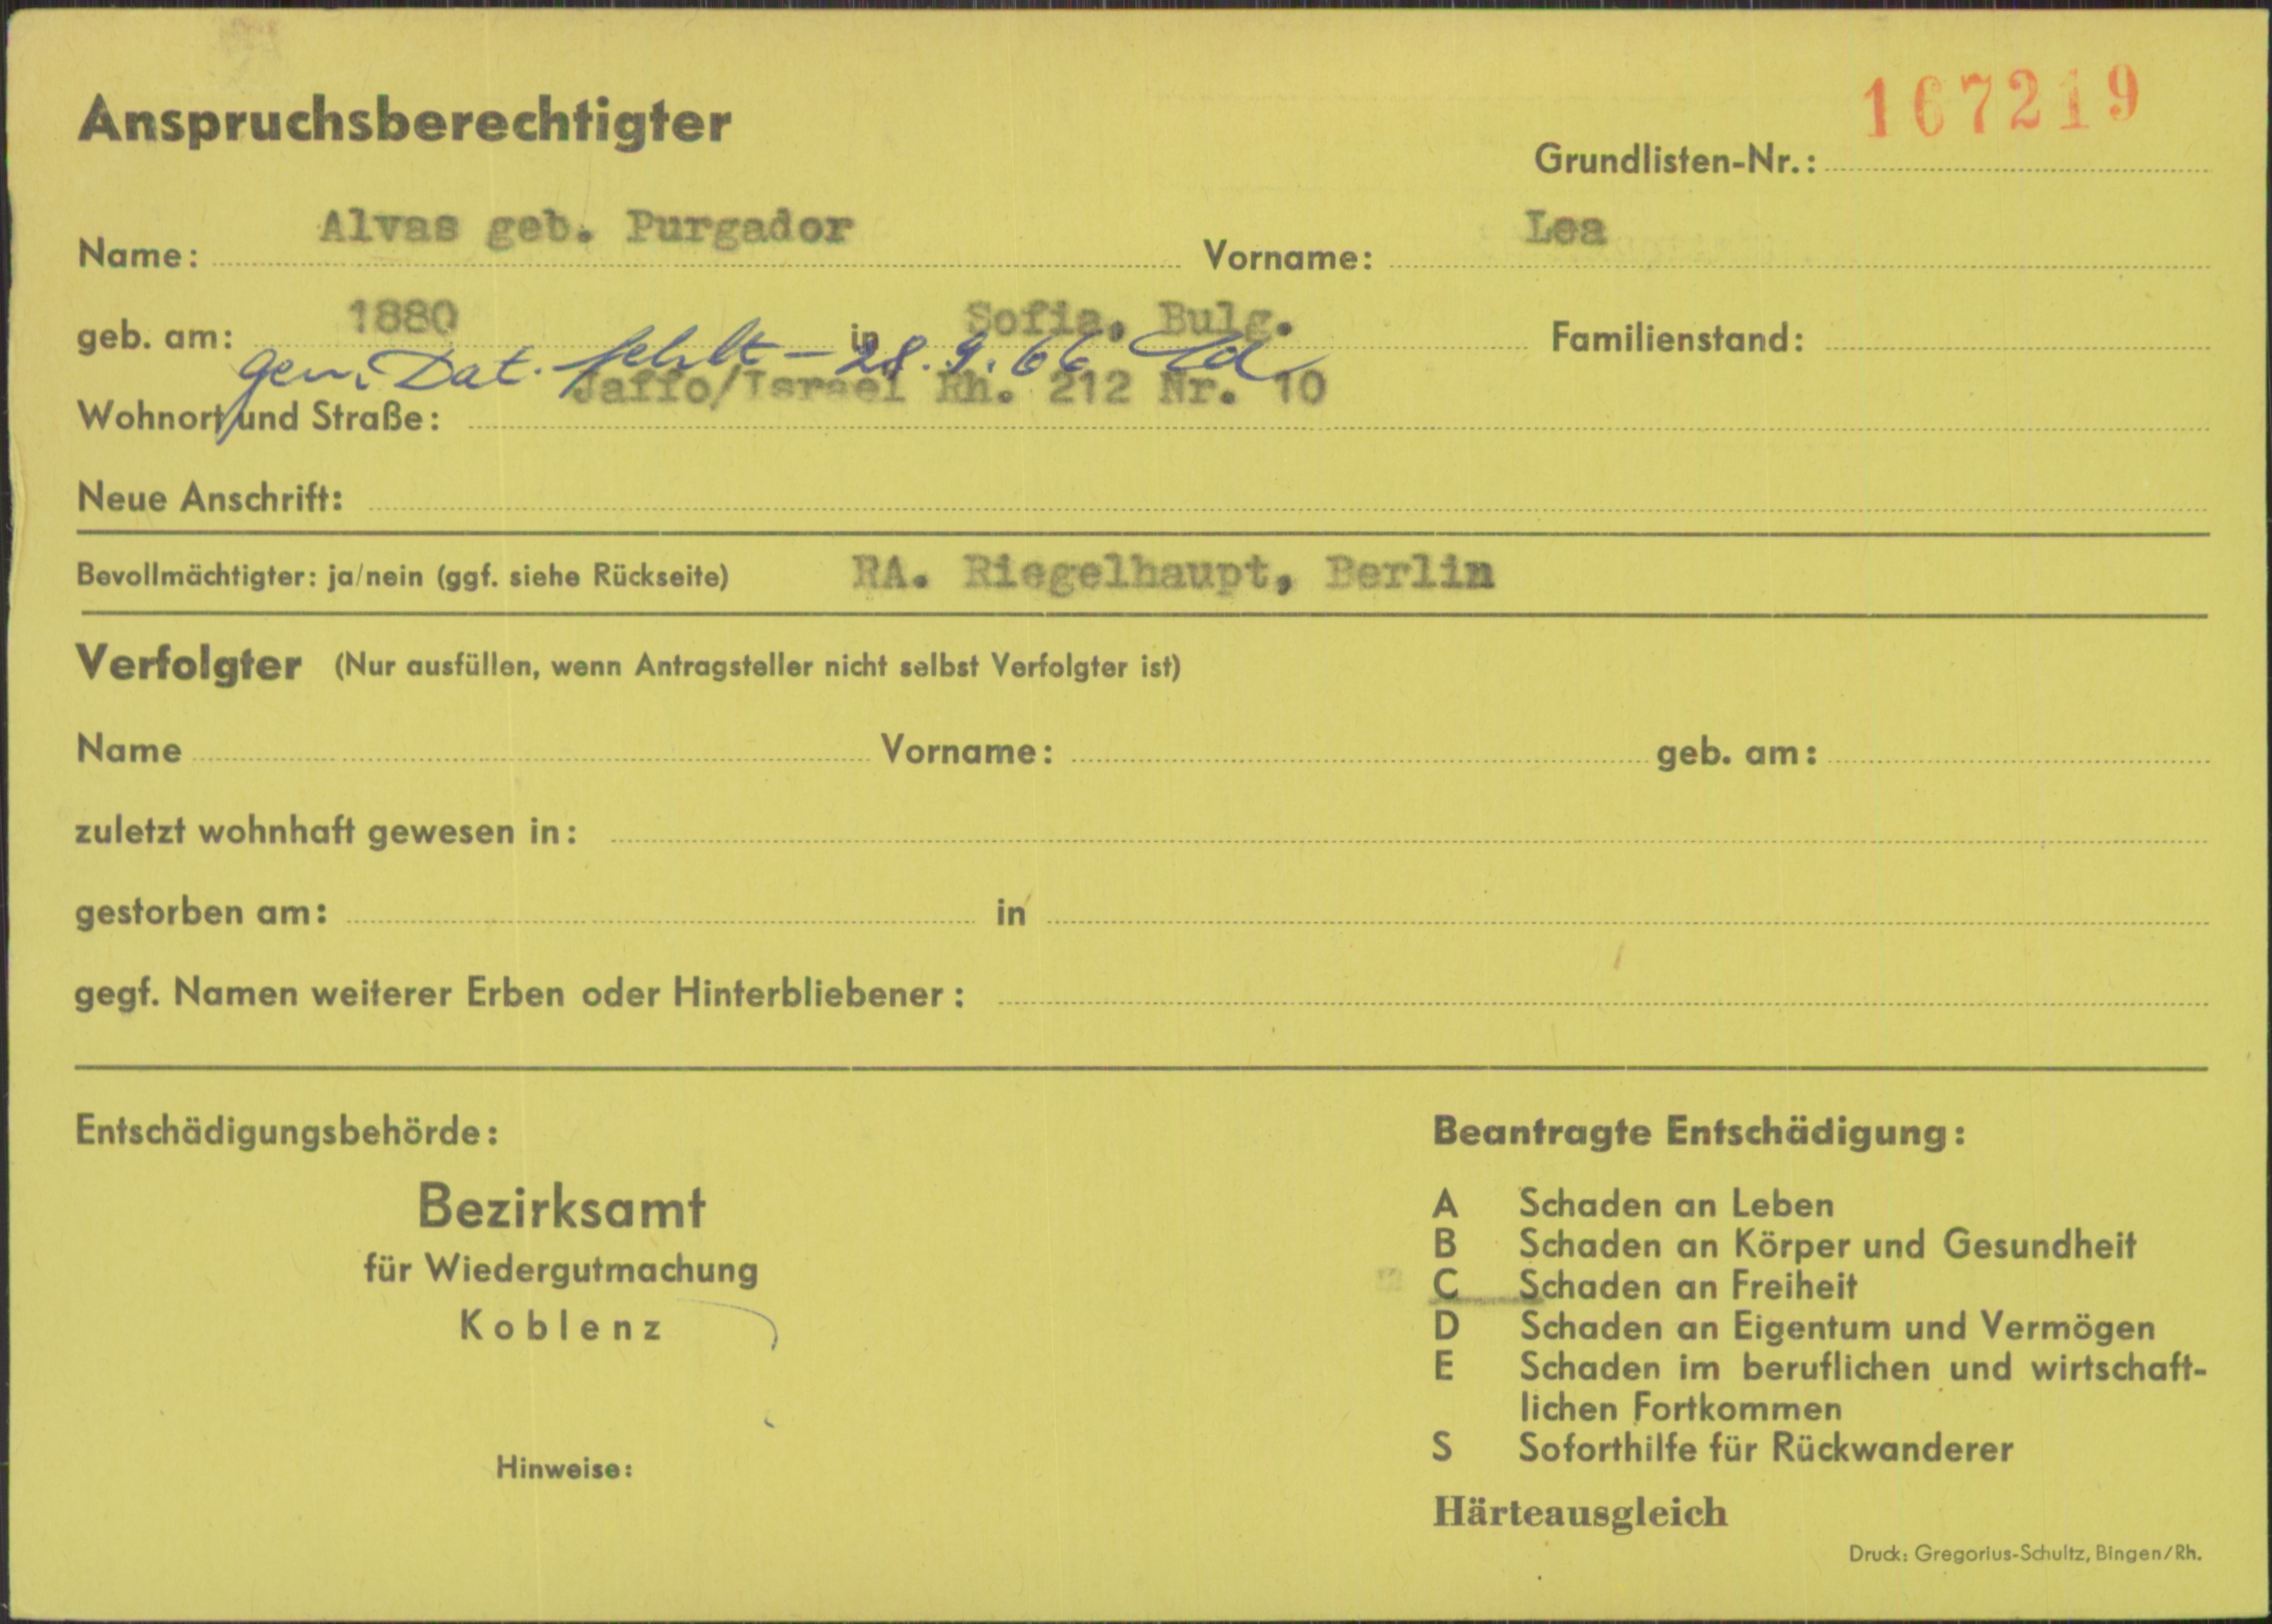 167219
Anspruchsberechtigter
Grundlisten-Nr.:
Name: Alvas geb. Purgador Vorname: Lea
geb. am: 1880 in Sofia, Bulg. Familienstand:
gen. Dat. fehlt – 28.9.66
Wohnort und Straße: Jaffo/Israel Rh. 212 Nr. 10
Neue Anschrift:
Bevollmächtigter: ja/nein (ggf. siehe Rückseite) RA. Riegelhaupt, Berlin
Verfolgter (Nur ausfüllen, wenn Antragsteller nicht selbst Verfolgter ist)
Name Vorname: geb. am:
zuletzt wohnhaft gewesen in:
gestorben am: in
gegf. Namen weiterer Erben oder Hinterbliebener:
Entschädigungsbehörde:
Bezirksamt
für Wiedergutmachung
Koblenz
Hinweise:
Beantragte Entschädigung:
A Schaden an Leben
B Schaden an Körper und Gesundheit
C Schaden an Freiheit
D Schaden an Eigentum und Vermögen
E Schaden im beruflichen und wirtschaft-
lichen Fortkommen
S Soforthilfe für Rückwanderer
Härteausgleich
Druck: Gregorius-Schultz, Bingen/Rh.